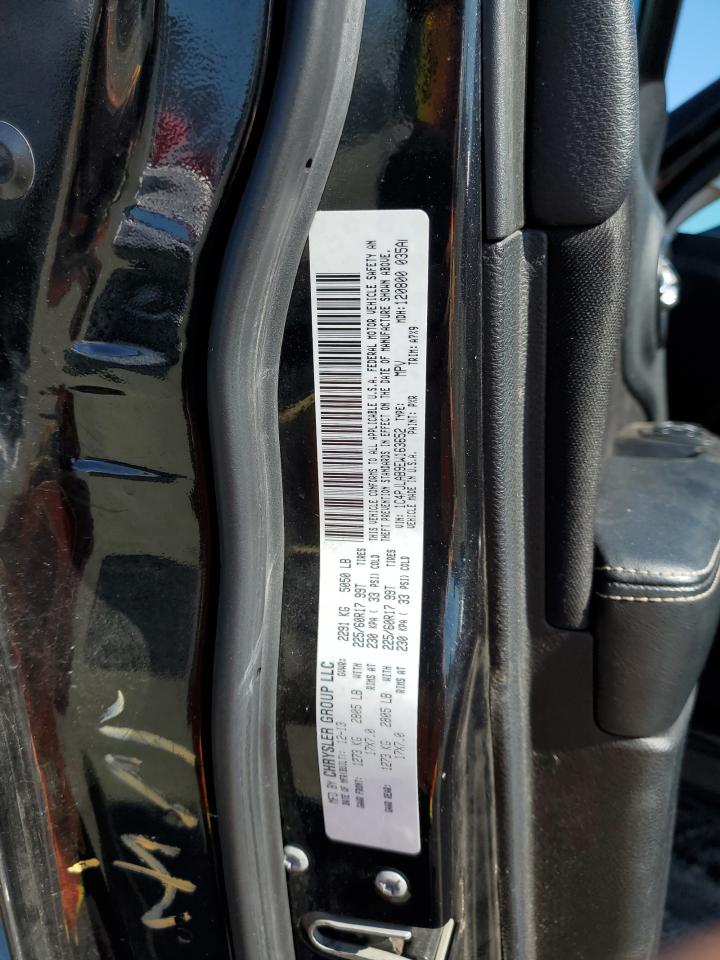 MFD BY CHRYSLER GROUP LLC
DATE OF MFR(BUILT): 12-13 GVWR: 2291 KG 5050 LB
GAWR FRONT: 1273 KG 2805 LB WITH 225/60R17 99T TIRES
17X7.0 RIMS AT 230 KPA ( 33 PSI) COLD
GAWR REAR: 1273 KG 2805 LB WITH 225/60R17 99T TIRES
17X7.0 RIMS AT 230 KPA ( 33 PSI) COLD
THIS VEHICLE CONFORMS TO ALL APPLICABLE U.S.A. FEDERAL MOTOR VEHICLE SAFETY AN
THEFT PREVENTION STANDARDS IN EFFECT ON THE DATE OF MANUFACTURE SHOWN ABOVE.
VIN: 1C4PJLAB9EW163652 TYPE: MPV MDH:120800 035AI
VEHICLE MADE IN U.S.A. PAINT: PXR TRIM: A7X9